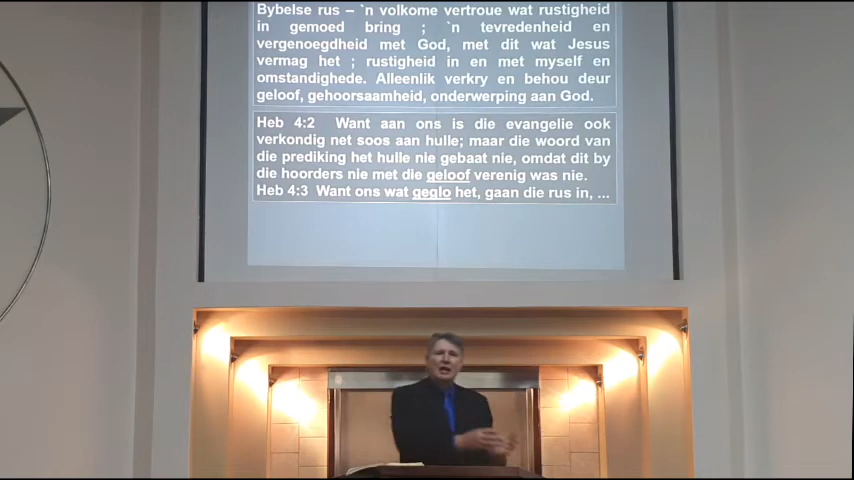 Bybelse rus – `n volkome vertroue wat rustigheid
in gemoed bring ; `n tevredenheid en
vergenoegdheid met God, met dit wat Jesus
vermag het ; rustigheid in en met myself en
omstandighede. Alleenlik verkry en behou deur
geloof, gehoorsaamheid, onderwerping aan God.
Heb 4:2 Want aan ons is die evangelie ook
verkondig net soos aan hulle; maar die woord van
die prediking het hulle nie gebaat nie, omdat dit by
die hoorders nie met die geloof verenig was nie.
Heb 4:3 Want ons wat geglo het, gaan die rus in, ...